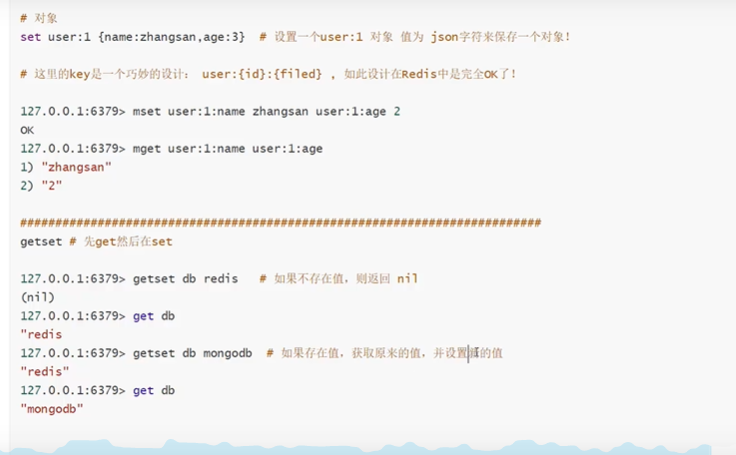 # 对象
set user:1 {name:zhangsan,age:3} # 设置一个user:1 对象 值为 json字符来保存一个对象!
# 这里的key是一个巧妙的设计: user:{id}:{filed} , 如此设计在Redis中是完全OK了!
127.0.0.1:6379> mset user:1:name zhangsan user:1:age 2
OK
127.0.0.1:6379> mget user:1:name user:1:age
1) "zhangsan"
2) "2"
##########################################################################
getset # 先get然后在set
127.0.0.1:6379> getset db redis # 如果不存在值，则返回 nil
(nil)
127.0.0.1:6379> get db
"redis
127.0.0.1:6379> getset db mongodb # 如果存在值，获取原来的值，并设置新的值
"redis"
127.0.0.1:6379> get db
"mongodb"